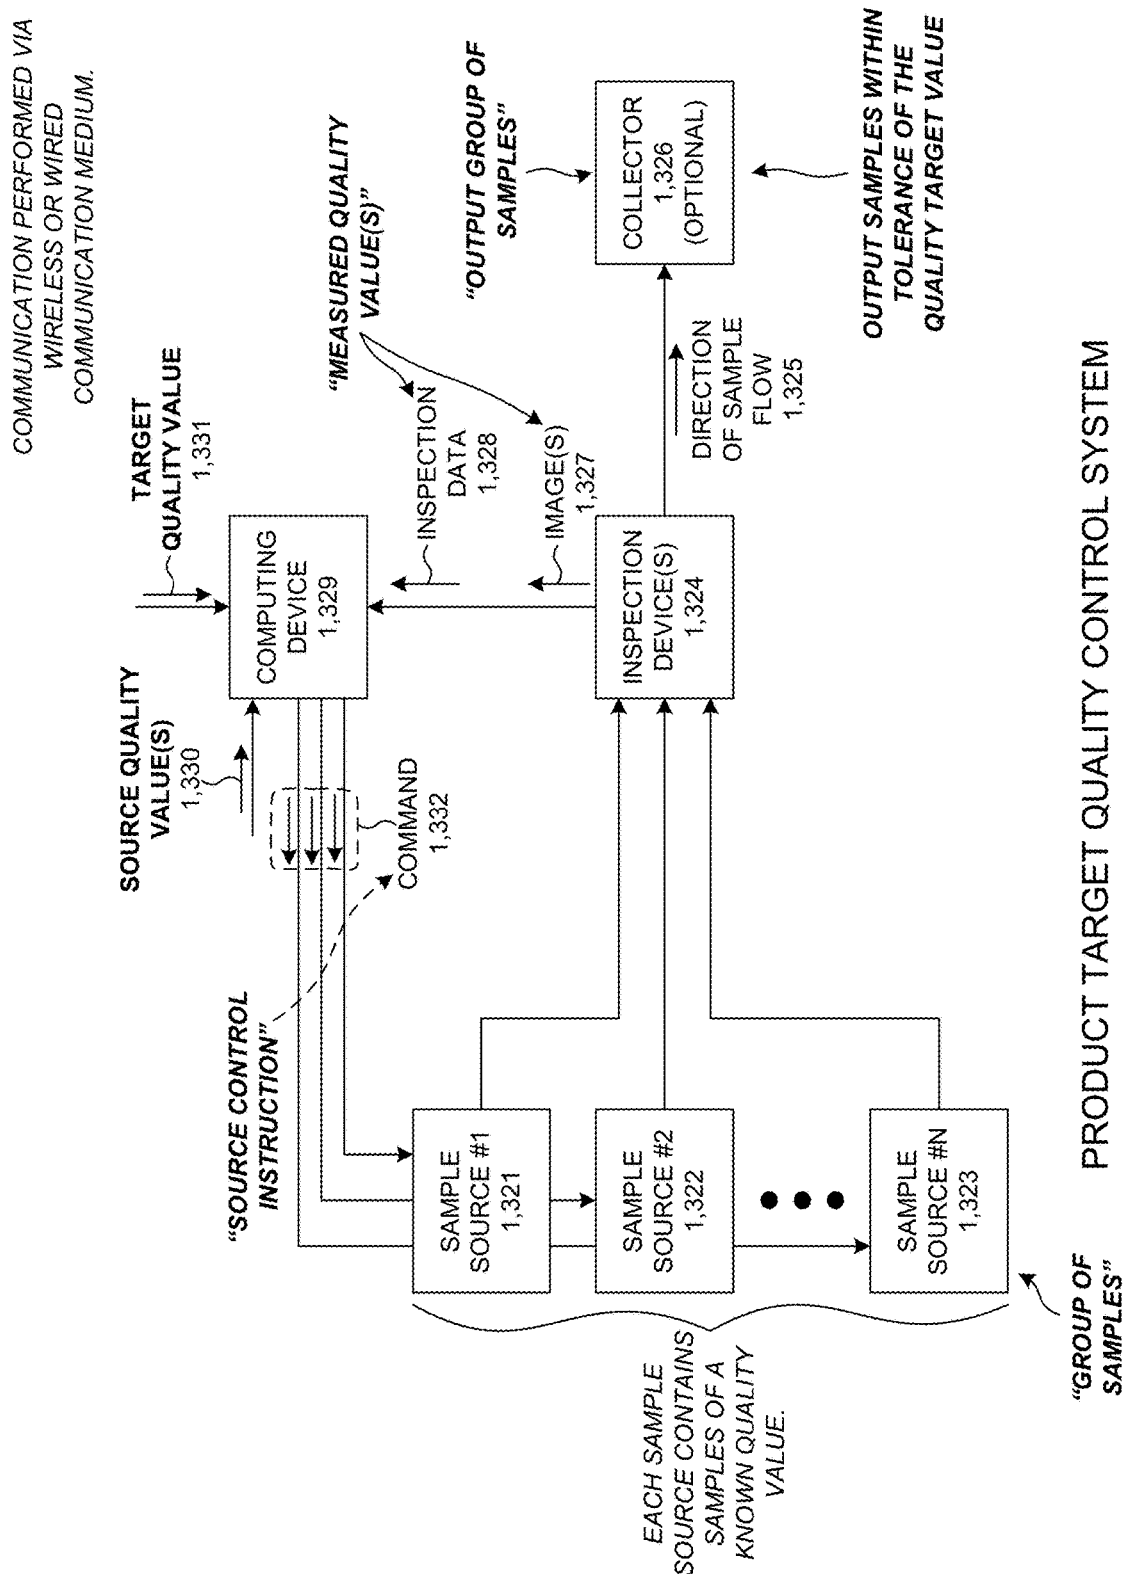 COMMUNICATION PERFORMED VIA
WIRELESS OR WIRED
COMMUNICATION MEDIUM.
TARGET
QUALITY VALUE
1,331
SOURCE QUALITY
VALUE(S)
1,330
COMPUTING
DEVICE
1,329
"SOURCE CONTROL
INSTRUCTION"
COMMAND
1,332
"MEASURED QUALITY
VALUE(S)"
INSPECTION
DATA
1,328
IMAGE(S)
1,327
"OUTPUT GROUP OF
SAMPLES"
EACH SAMPLE
SOURCE CONTAINS
SAMPLES OF A
KNOWN QUALITY
VALUE.
SAMPLE
SOURCE #1
1,321
SAMPLE
SOURCE #2
1,322
SAMPLE
SOURCE #N
1,323
INSPECTION
DEVICE(S)
1,324
DIRECTION
OF SAMPLE
FLOW
1,325
COLLECTOR
1,326
(OPTIONAL)
OUTPUT SAMPLES WITHIN
TOLERANCE OF THE
QUALITY TARGET VALUE
"GROUP OF
SAMPLES"
PRODUCT TARGET QUALITY CONTROL SYSTEM